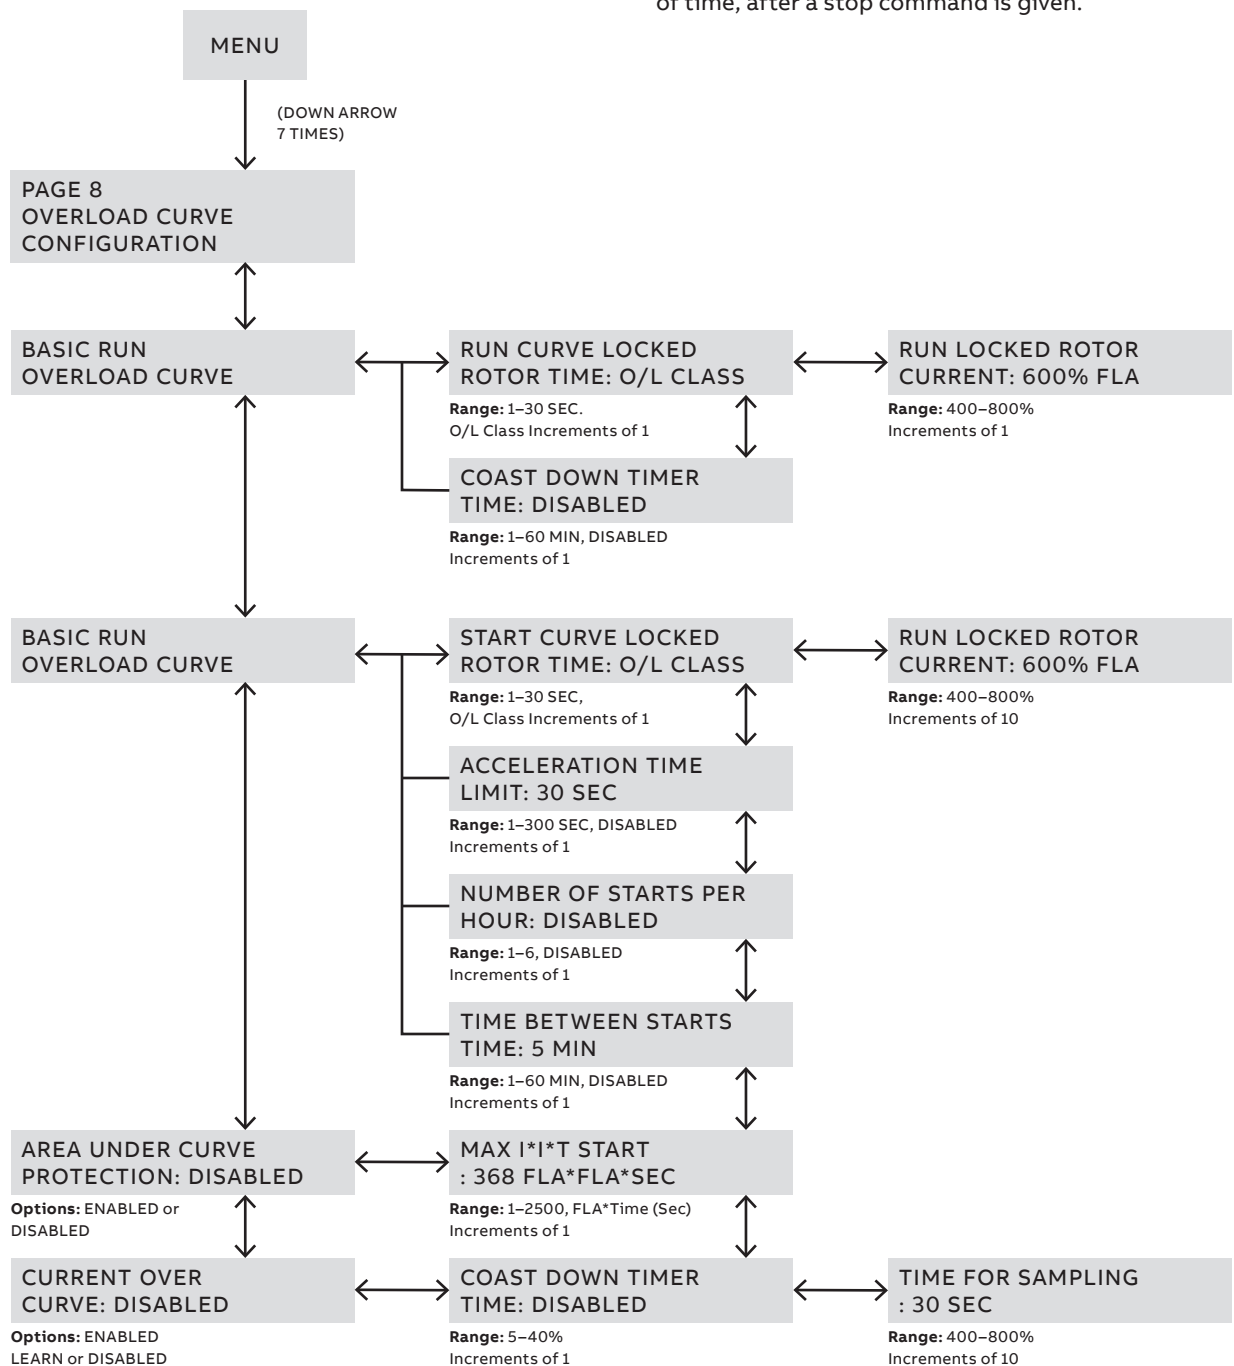 of time, after a stop command is given.
MENU
(DOWN ARROW
7 TIMES)
PAGE 8
OVERLOAD CURVE
CONFIGURATION
BASIC RUN
OVERLOAD CURVE
RUN CURVE LOCKED
ROTOR TIME: O/L CLASS
Range: 1–30 SEC.
O/L Class Increments of 1
RUN LOCKED ROTOR
CURRENT: 600% FLA
Range: 400–800%
Increments of 1
COAST DOWN TIMER
TIME: DISABLED
Range: 1–60 MIN, DISABLED
Increments of 1
BASIC RUN
OVERLOAD CURVE
START CURVE LOCKED
ROTOR TIME: O/L CLASS
Range: 1–30 SEC,
O/L Class Increments of 1
RUN LOCKED ROTOR
CURRENT: 600% FLA
Range: 400–800%
Increments of 10
ACCELERATION TIME
LIMIT: 30 SEC
Range: 1–300 SEC, DISABLED
Increments of 1
NUMBER OF STARTS PER
HOUR: DISABLED
Range: 1–6, DISABLED
Increments of 1
TIME BETWEEN STARTS
TIME: 5 MIN
Range: 1–60 MIN, DISABLED
Increments of 1
AREA UNDER CURVE
PROTECTION: DISABLED
Options: ENABLED or
DISABLED
MAX I*I*T START
: 368 FLA*FLA*SEC
Range: 1–2500, FLA*Time (Sec)
Increments of 1
CURRENT OVER
CURVE: DISABLED
Options: ENABLED
LEARN or DISABLED
COAST DOWN TIMER
TIME: DISABLED
Range: 5–40%
Increments of 1
TIME FOR SAMPLING
: 30 SEC
Range: 400–800%
Increments of 10